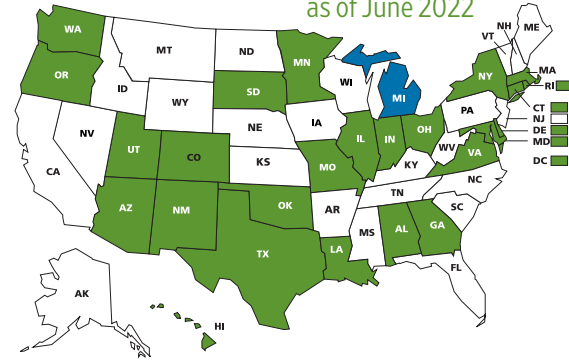 as of June 2022
NH
ME
VT
WA
MT
ND
MN
OR
ID
WI
MI
NY
MA
RI
SD
WY
CT
IA
PA
NJ
NV
NE
IL
IN
OH
DE
MD
UT
CO
WV
VA
DC
KS
MO
KY
CA
NC
TN
AZ
NM
OK
AR
SC
MS
AL
GA
TX
LA
FL
AK
HI